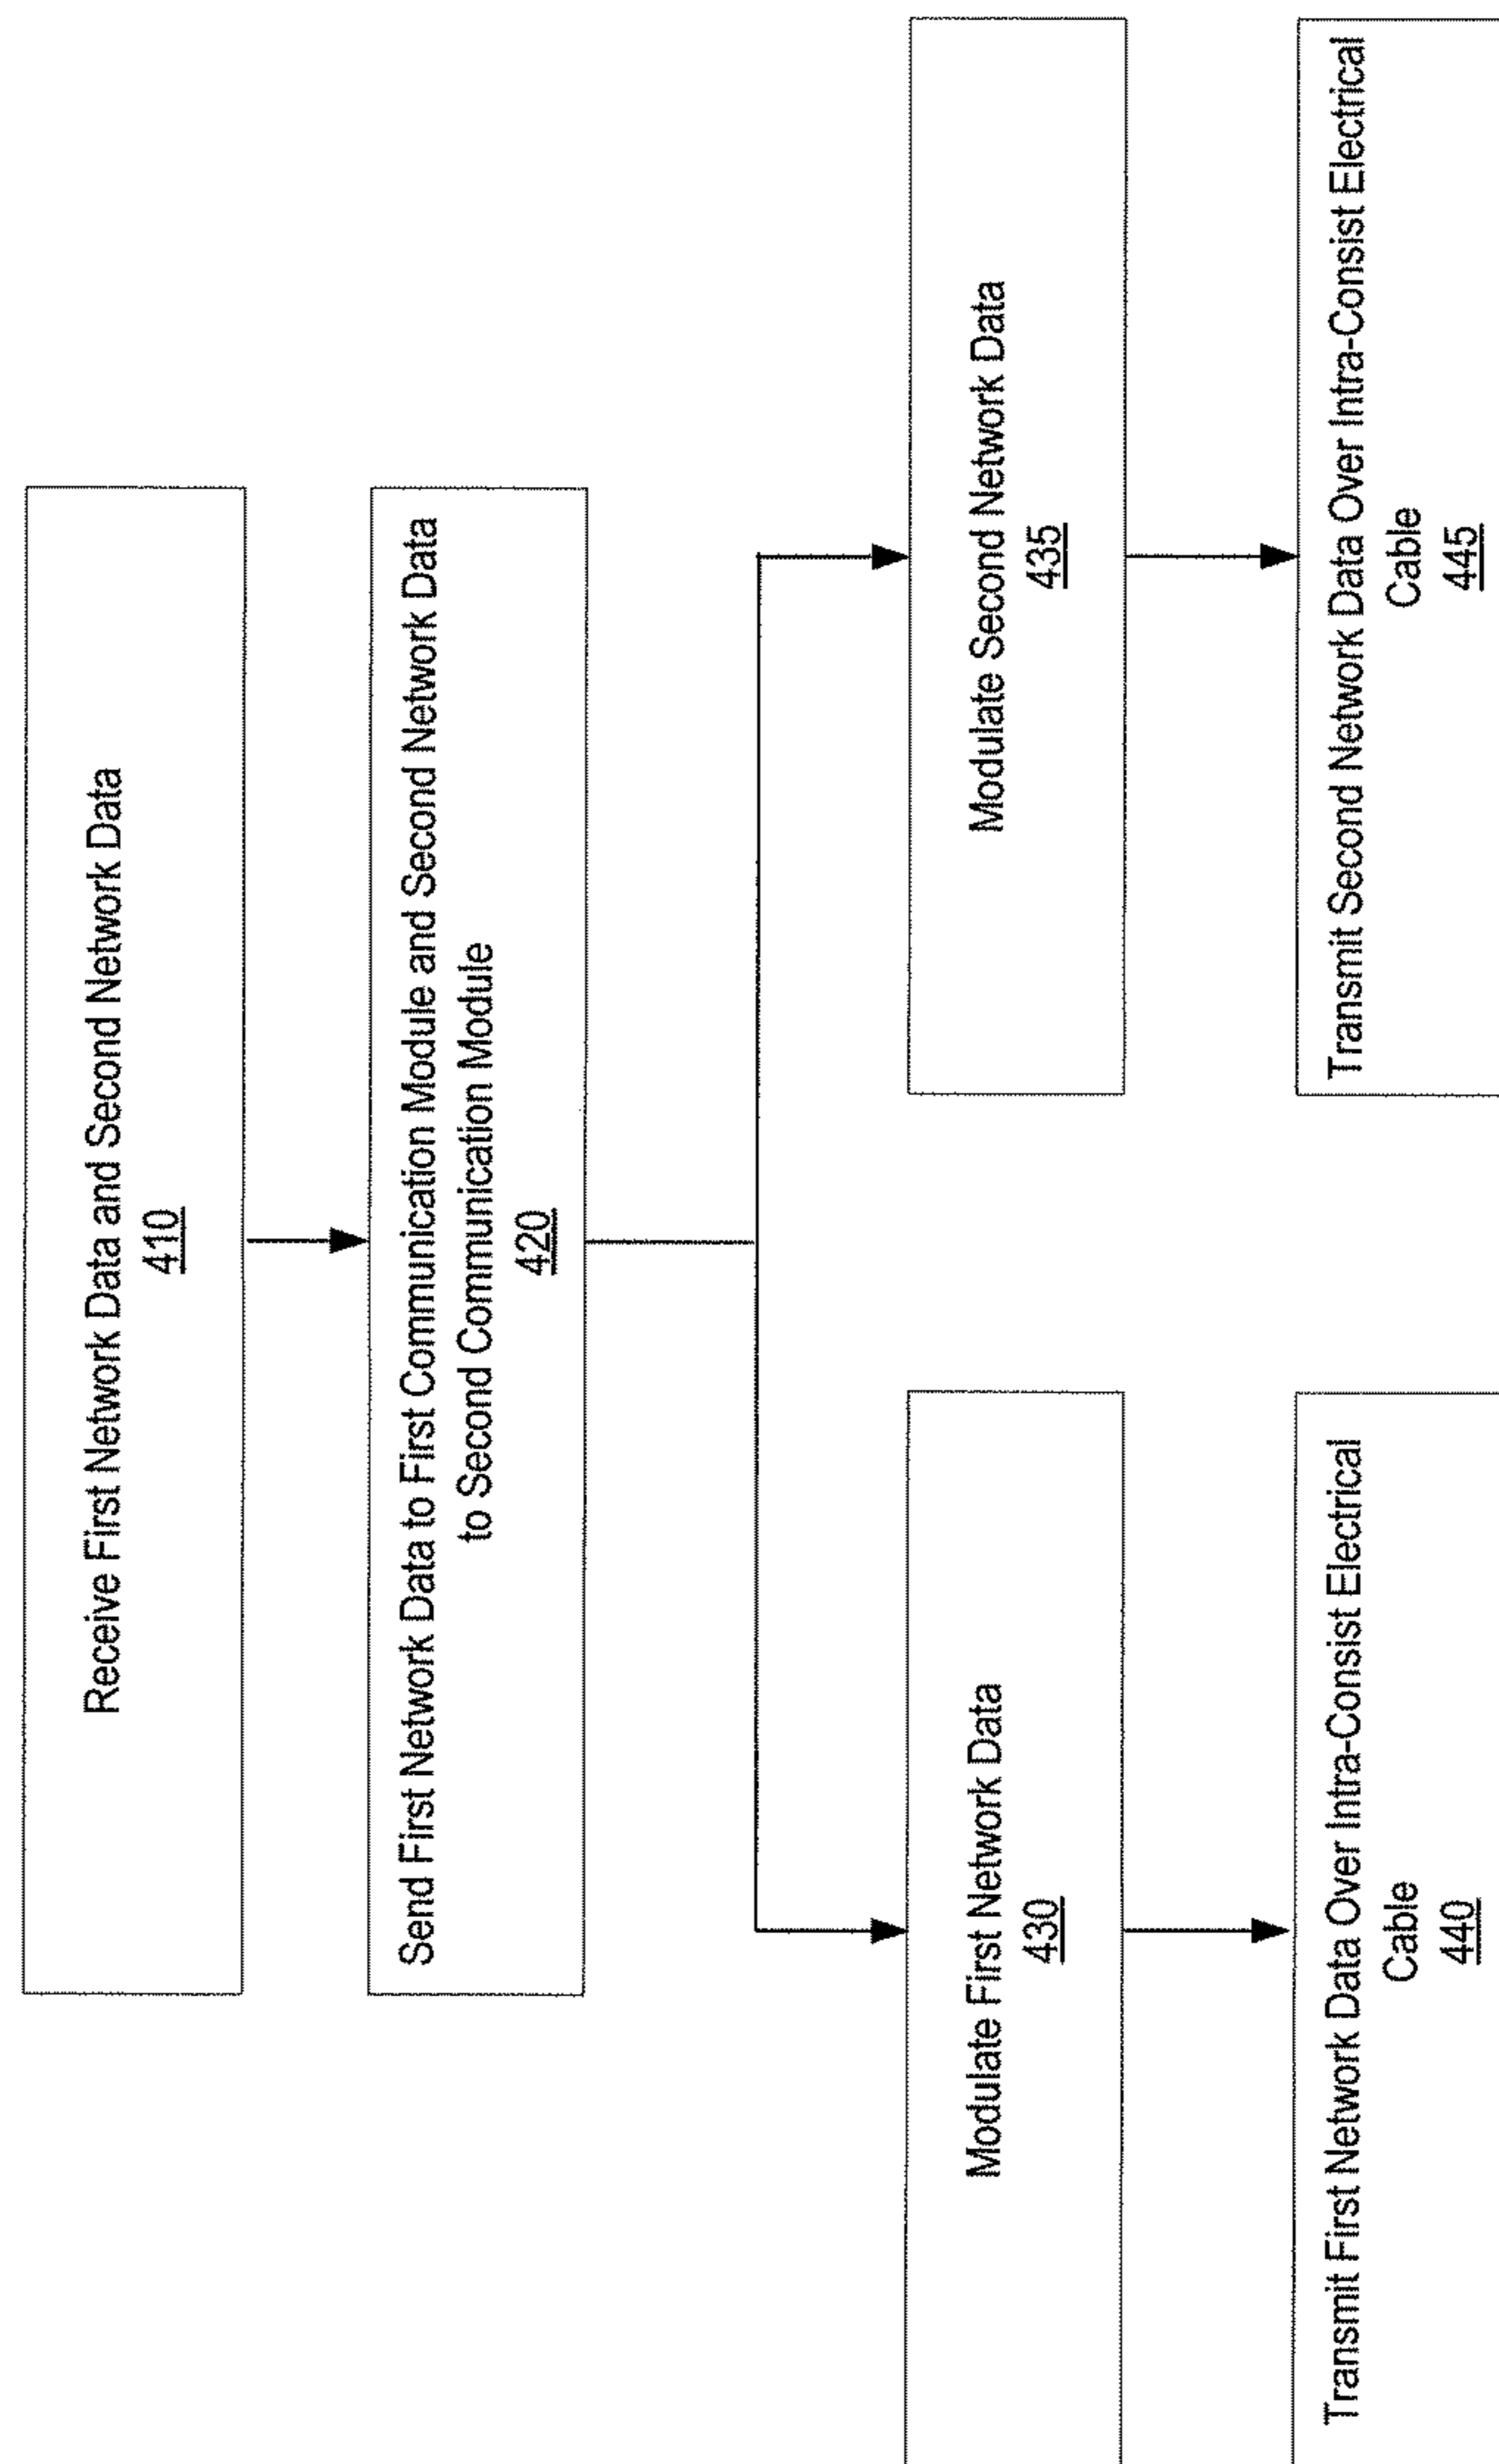 Receive First Network Data and Second Network Data
410
Send First Network Data to First Communication Module and Second Network Data
to Second Communication Module
420
Modulate First Network Data
430
Modulate Second Network Data
435
Transmit First Network Data Over Intra-Consist Electrical
Cable
440
Transmit Second Network Data Over Intra-Consist Electrical
Cable
445